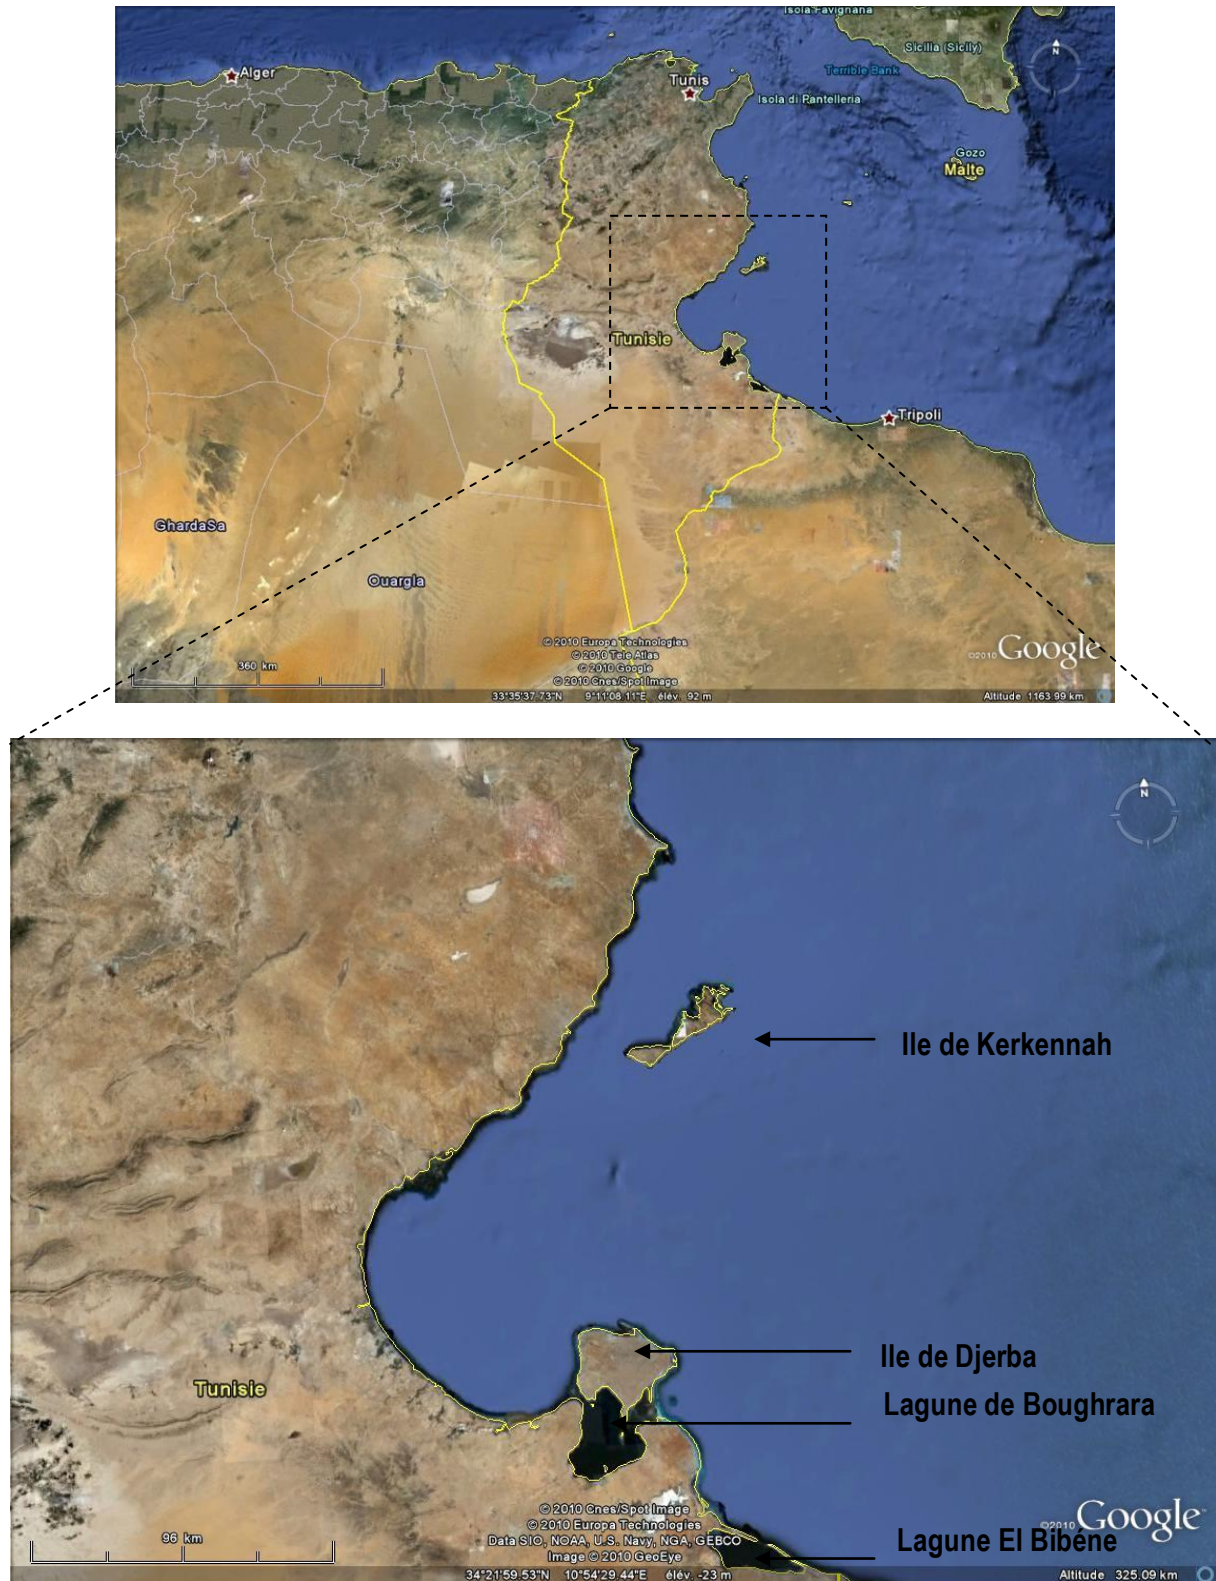 Isola Favignana
Sicilia (Sicily)
N
Alger
Tunis
Terrible Bank
Isola di Pantelleria
Gozo
Malte
Tunisie
Tripoli
GhardaSa
Ouargla
© 2010 Europa Technologies
© 2010 Tele Atlas
© 2010 Google
© 2010 Cnes/Spot Image
©2010 Google
360 km
33°35'37.73"N 9°11'08.11"E élév. 92 m
Altitude 1163.99 km
N
Ile de Kerkennah
Ile de Djerba
Tunisie
Lagune de Boughrara
© 2010 Cnes/Spot Image
© 2010 Europa Technologies
Data SIO, NOAA, U.S. Navy, NGA, GEBCO
Image © 2010 GeoEye
©2010 Google
96 km
Lagune El Bibéne
34°21'59.53"N 10°54'29.44"E élév. -23 m
Altitude 325.09 km